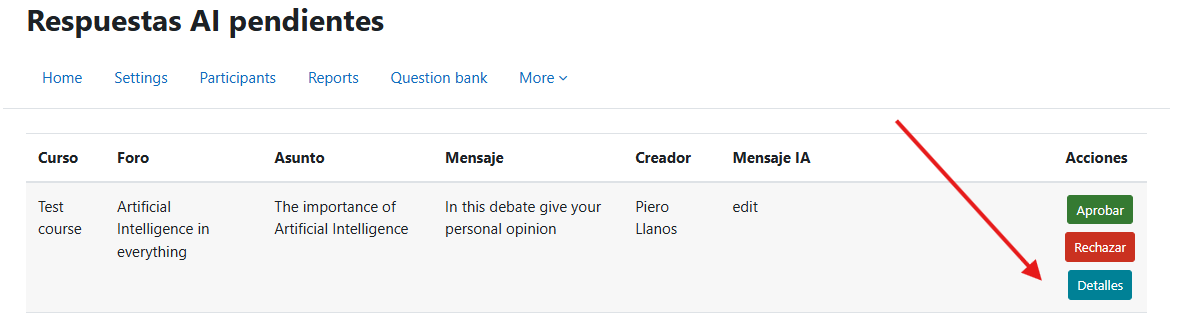 Respuestas AI pendientes
Home Settings Participants Reports Question bank More
Curso Foro Asunto Mensaje Creador Mensaje IA Acciones
Test course
Artificial Intelligence in everything
The importance of Artificial Intelligence
In this debate give your personal opinion
Piero Llanos
edit
Aprobar
Rechazar
Detalles